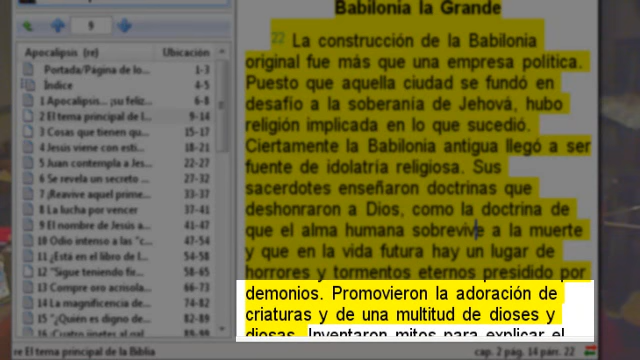 Babilonia la Grande
9
22 La construcción de la Babilonia
original fue más que una empresa política.
Puesto que aquella ciudad se fundó en
desafío a la soberanía de Jehová, hubo
religión implicada en lo que sucedió.
Ciertamente la Babilonia antigua llegó a ser
fuente de idolatría religiosa. Sus
sacerdotes enseñaron doctrinas que
deshonraron a Dios, como la doctrina de
que el alma humana sobrevive a la muerte
y que en la vida futura hay un lugar de
horrores y tormentos eternos presidido por
demonios. Promovieron la adoración de
criaturas y de una multitud de dioses y
diosas. Inventaron mitos para explicar el
Apocalipsis (re) Ubicación
Portada/Página de lo... 1-3
Índice 4-5
1 Apocalipsis... ¡su feliz... 6-8
2 El tema principal de l... 9-14
3 Cosas que tienen qu... 15-17
4 Jesús viene con esti... 18-21
5 Juan contempla a Jes... 22-27
6 Se revela un secreto ... 27-32
7 ¡Reavive aquel prime... 33-37
8 La lucha por vencer 37-41
9 El nombre de Jesús a... 41-47
10 Odio intenso a las "c... 47-54
11 ¿Está en el libro de l... 54-58
12 "Sigue teniendo fir... 58-65
13 Compre oro acrisola... 66-73
14 La magnificencia de... 74-82
15 "¿Quién es digno de... 82-89
16 ¡Cuatro jinetes al gal... 89-99
re El tema principal de la Biblia
cap. 2 pág. 14 párr. 22